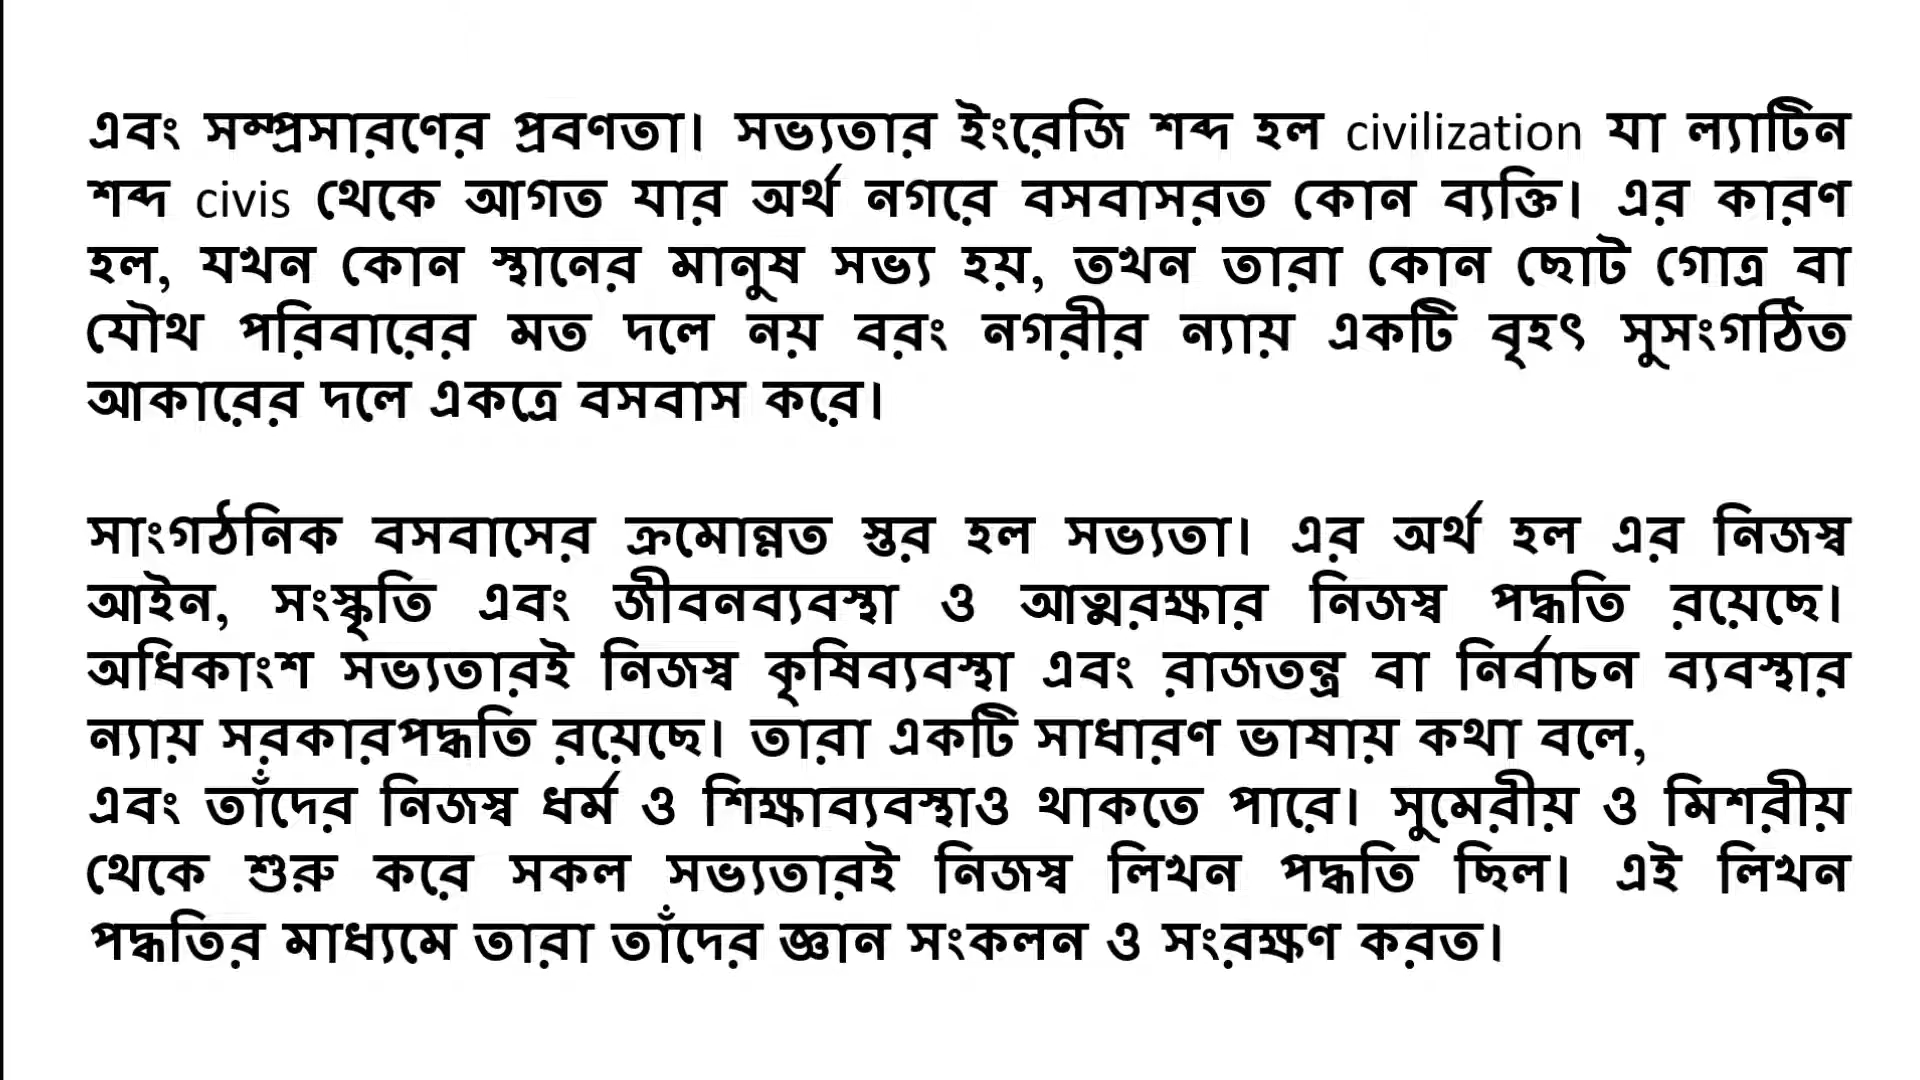 এবং সম্প্রসারণের প্রবণতা। সভ্যতার ইংরেজি শব্দ হল civilization যা ল্যাটিন
শব্দ civis থেকে আগত যার অর্থ নগরে বসবাসরত কোন ব্যক্তি। এর কারণ
হল, যখন কোন স্থানের মানুষ সভ্য হয়, তখন তারা কোন ছোট গোত্র বা
যৌথ পরিবারের মত দলে নয় বরং নগরীর ন্যায় একটি বৃহৎ সুসংগঠিত
আকারের দলে একত্রে বসবাস করে।
সাংগঠনিক বসবাসের ক্রমোন্নত স্তর হল সভ্যতা। এর অর্থ হল এর নিজস্ব
আইন, সংস্কৃতি এবং জীবনব্যবস্থা ও আত্মরক্ষার নিজস্ব পদ্ধতি রয়েছে।
অধিকাংশ সভ্যতারই নিজস্ব কৃষিব্যবস্থা এবং রাজতন্ত্র বা নির্বাচন ব্যবস্থার
ন্যায় সরকারপদ্ধতি রয়েছে। তারা একটি সাধারণ ভাষায় কথা বলে,
এবং তাঁদের নিজস্ব ধর্ম ও শিক্ষাব্যবস্থাও থাকতে পারে। সুমেরীয় ও মিশরীয়
থেকে শুরু করে সকল সভ্যতারই নিজস্ব লিখন পদ্ধতি ছিল। এই লিখন
পদ্ধতির মাধ্যমে তারা তাঁদের জ্ঞান সংকলন ও সংরক্ষণ করত।